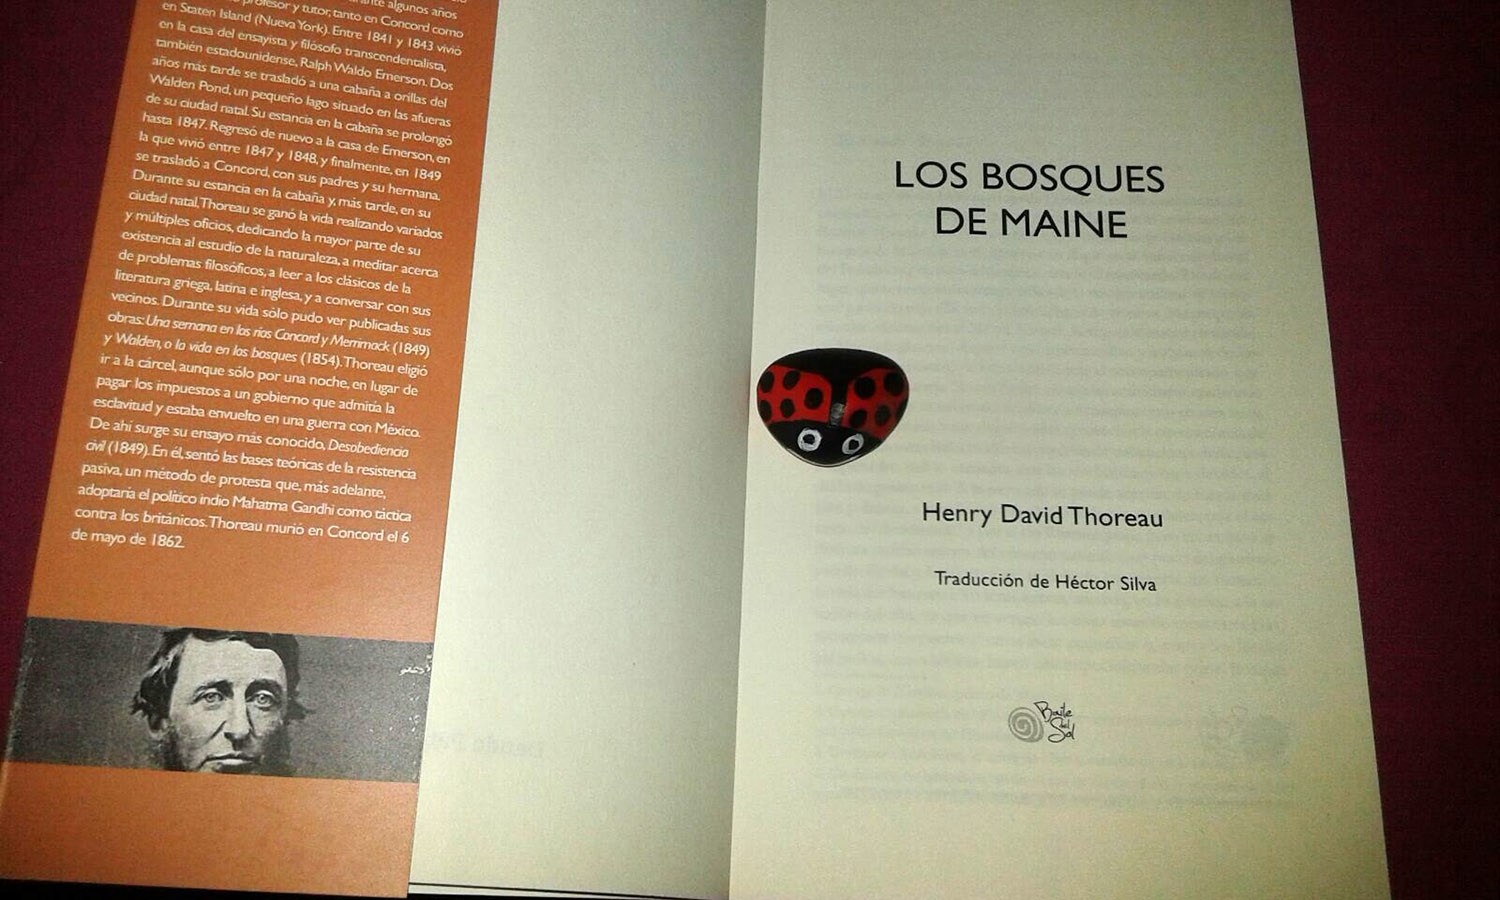 profesor y tutor, tanto en Concord como
en Staten Island (Nueva York). Entre 1841 y 1843 vivió
en la casa del ensayista y filósofo transcendentalista,
también estadounidense, Ralph Waldo Emerson. Dos
años más tarde se trasladó a una cabaña a orillas del
Walden Pond, un pequeño lago situado en las afueras
de su ciudad natal. Su estancia en la cabaña se prolongó
hasta 1847. Regresó de nuevo a la casa de Emerson, en
la que vivió entre 1847 y 1848, y finalmente, en 1849
se trasladó a Concord, con sus padres y su hermana.
Durante su estancia en la cabaña y, más tarde, en su
ciudad natal, Thoreau se ganó la vida realizando variados
y múltiples oficios, dedicando la mayor parte de su
existencia al estudio de la naturaleza, a meditar acerca
de problemas filosóficos, a leer a los clásicos de la
literatura griega, latina e inglesa, y a conversar con sus
vecinos. Durante su vida sólo pudo ver publicadas sus
obras: Una semana en los ríos Concord y Merrimack (1849)
y Walden, o la vida en los bosques (1854). Thoreau eligió
ir a la cárcel, aunque sólo por una noche, en lugar de
pagar los impuestos a un gobierno que admitía la
esclavitud y estaba envuelto en una guerra con México.
De ahí surge su ensayo más conocido, Desobediencia
civil (1849). En él, sentó las bases teóricas de la resistencia
pasiva, un método de protesta que, más adelante,
adoptaría el político indio Mahatma Gandhi como táctica
contra los británicos. Thoreau murió en Concord el 6
de mayo de 1862.
LOS BOSQUES
DE MAINE
Henry David Thoreau
Traducción de Héctor Silva
Baile
del
Sol